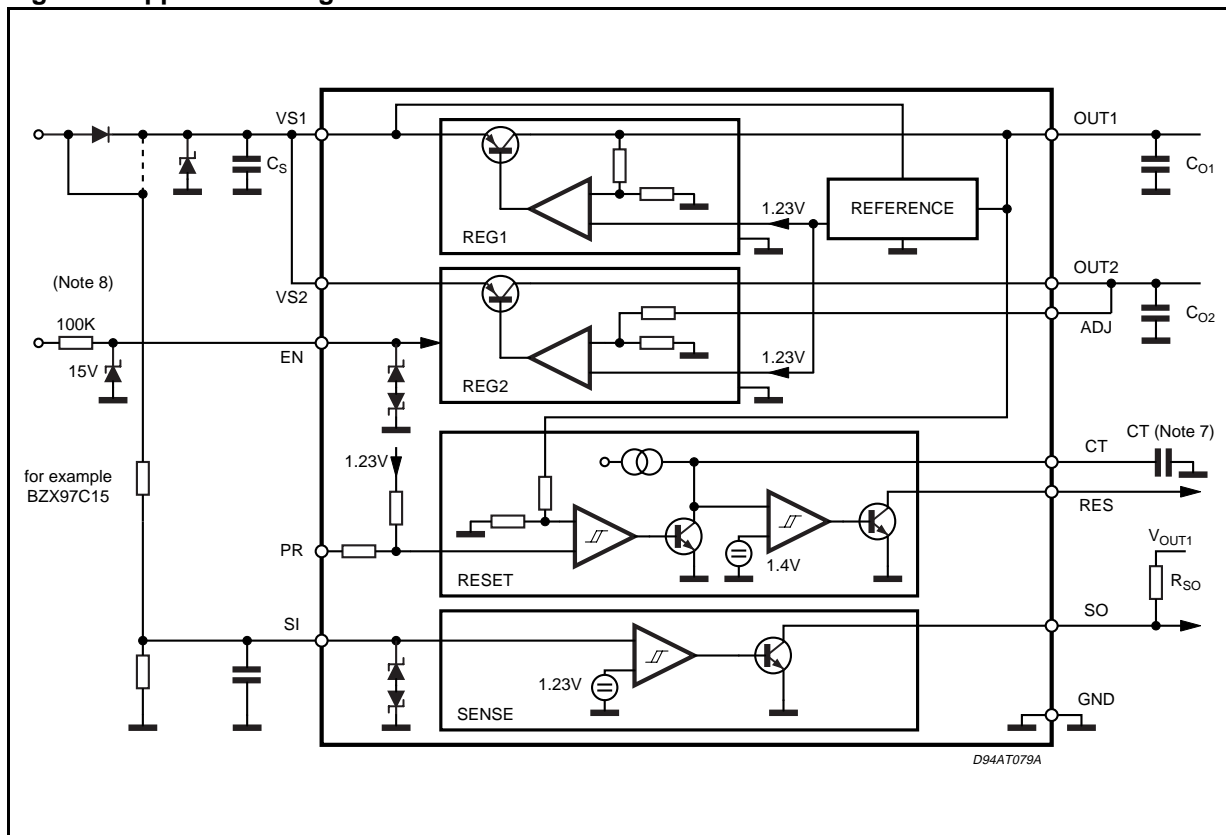 VS1
OUT1
CS
CO1
1.23V
REFERENCE
REG1
(Note 8)
VS2
OUT2
100K
ADJ
CO2
EN
15V
1.23V
REG2
CT
CT (Note 7)
1.23V
for example
BZX97C15
RES
PR
VOUT1
1.4V
RESET
RSO
SI
SO
1.23V
GND
SENSE
D94AT079A